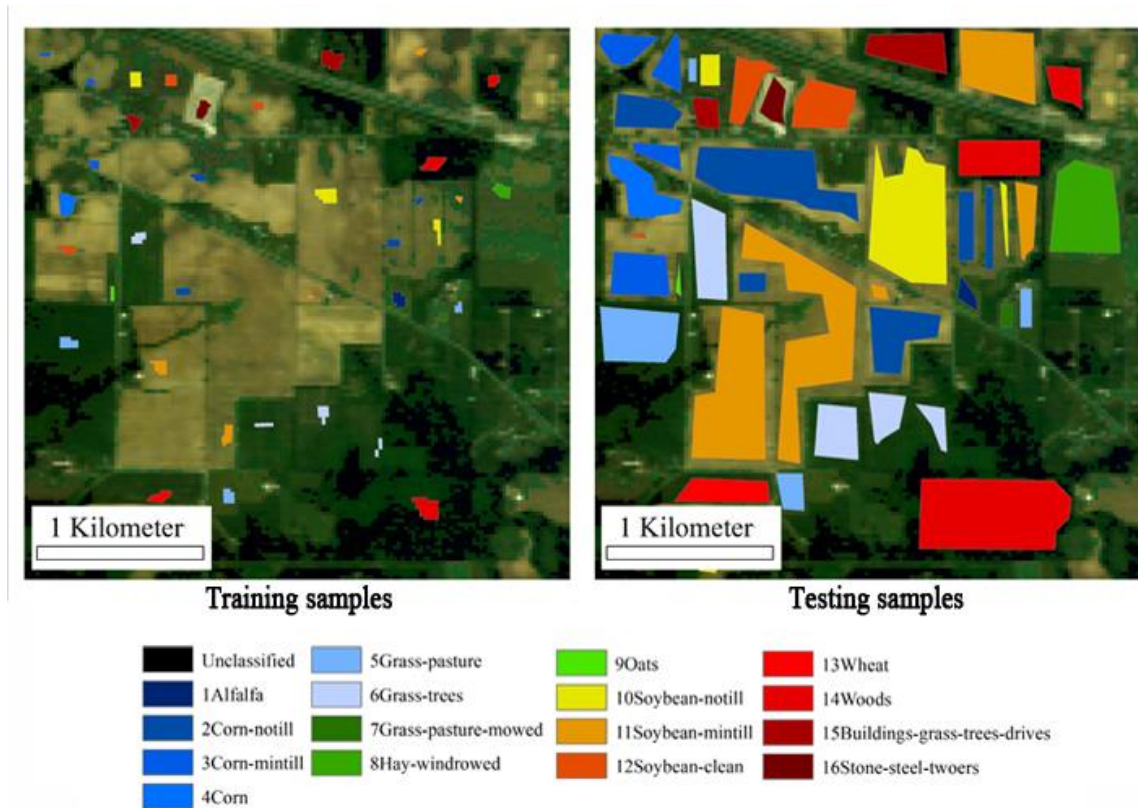 1 Kilometer
1 Kilometer
Training samples
Testing samples
Unclassified
1Alfalfa
2Corn-notill
3Corn-mintill
4Corn
5Grass-pasture
6Grass-trees
7Grass-pasture-mowed
8Hay-windrowed
9Oats
10Soybean-notill
11Soybean-mintill
12Soybean-clean
13Wheat
14Woods
15Buildings-grass-trees-drives
16Stone-steel-twoers